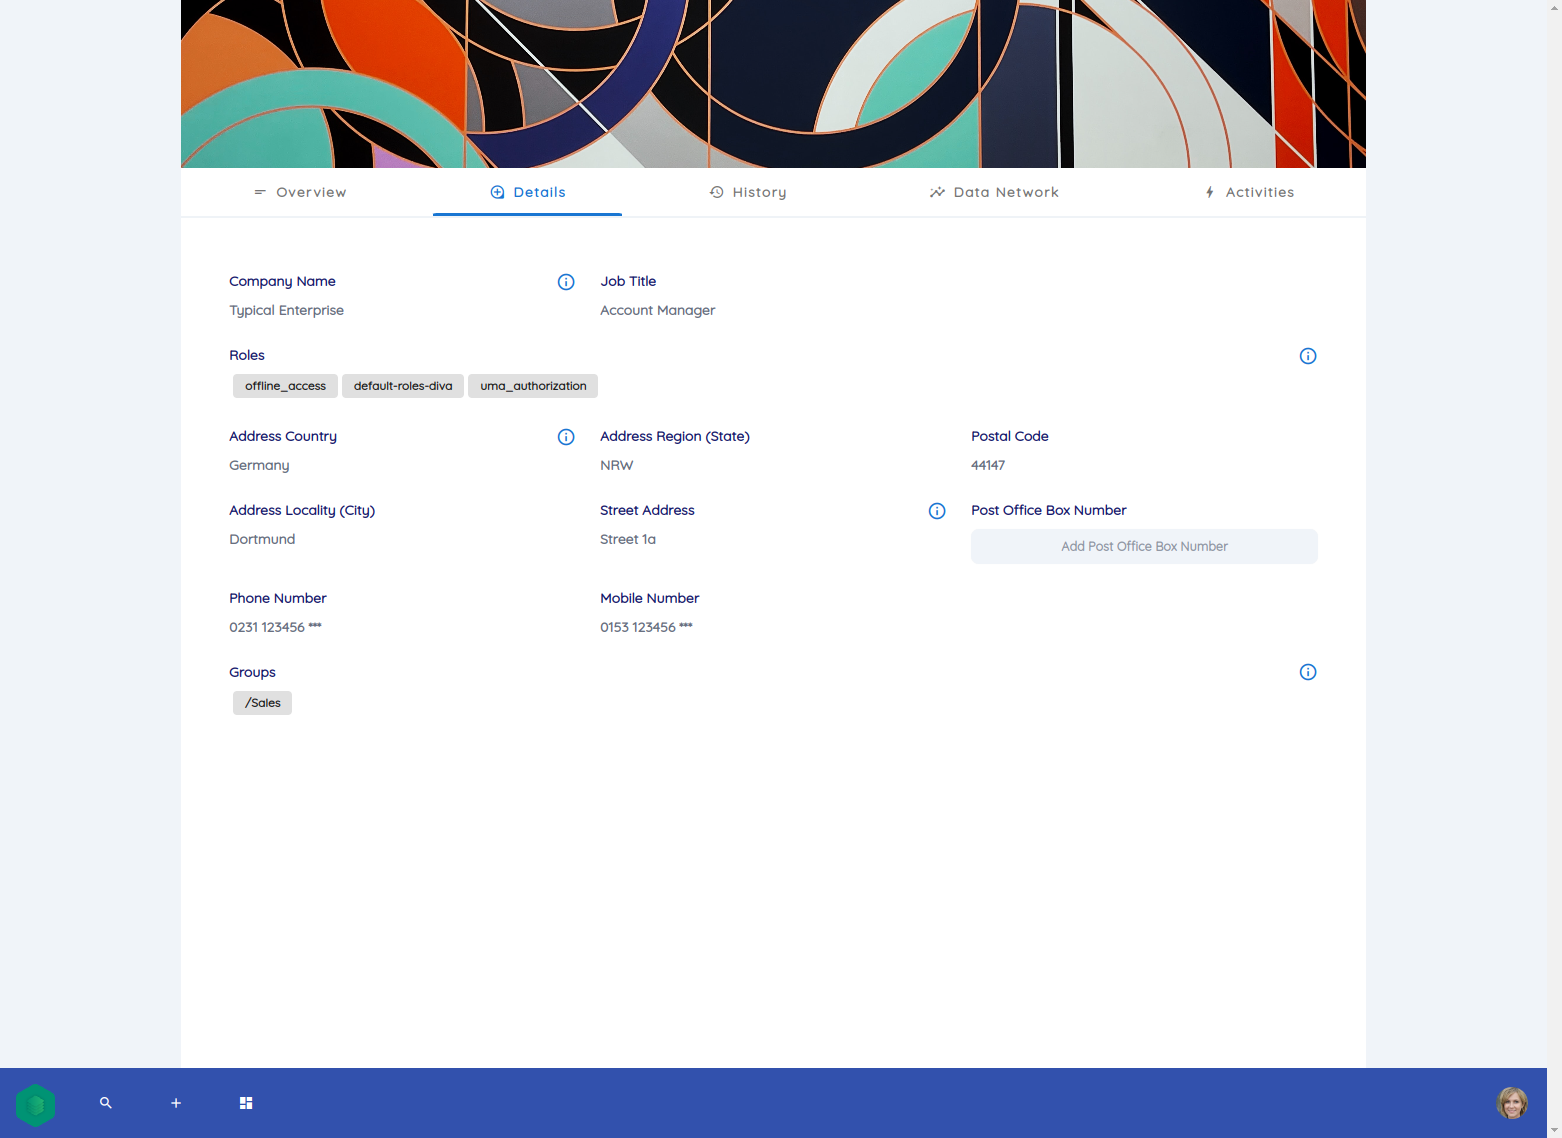 Overview Details History Data Network Activities
Company Name Job Title
Typical Enterprise Account Manager
Roles
offline_access default-roles-diva uma_authorization
Address Country Address Region (State) Postal Code
Germany NRW 44147
Address Locality (City) Street Address Post Office Box Number
Dortmund Street 1a Add Post Office Box Number
Phone Number Mobile Number
0231 123456 *** 0153 123456 ***
Groups
/Sales